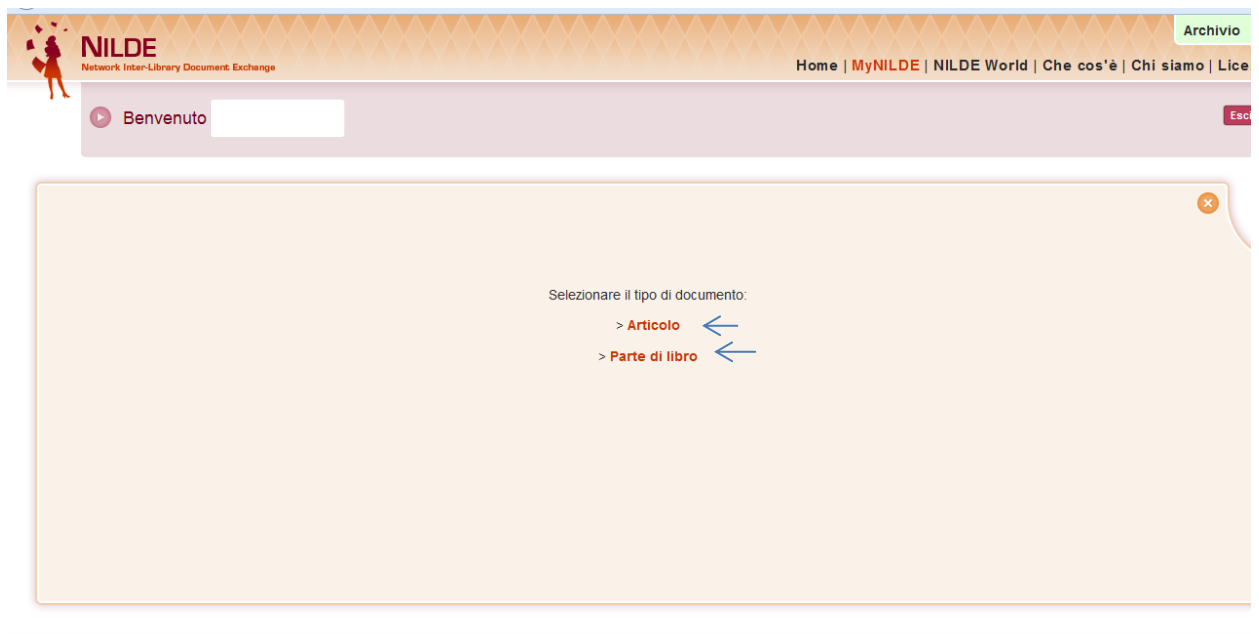 Archivio
NILDE
Network Inter-Library Document Exchange
Home | MyNILDE | NILDE World | Che cos'è | Chi siamo | Lice
Benvenuto
Esci
Selezionare il tipo di documento:
> Articolo
> Parte di libro